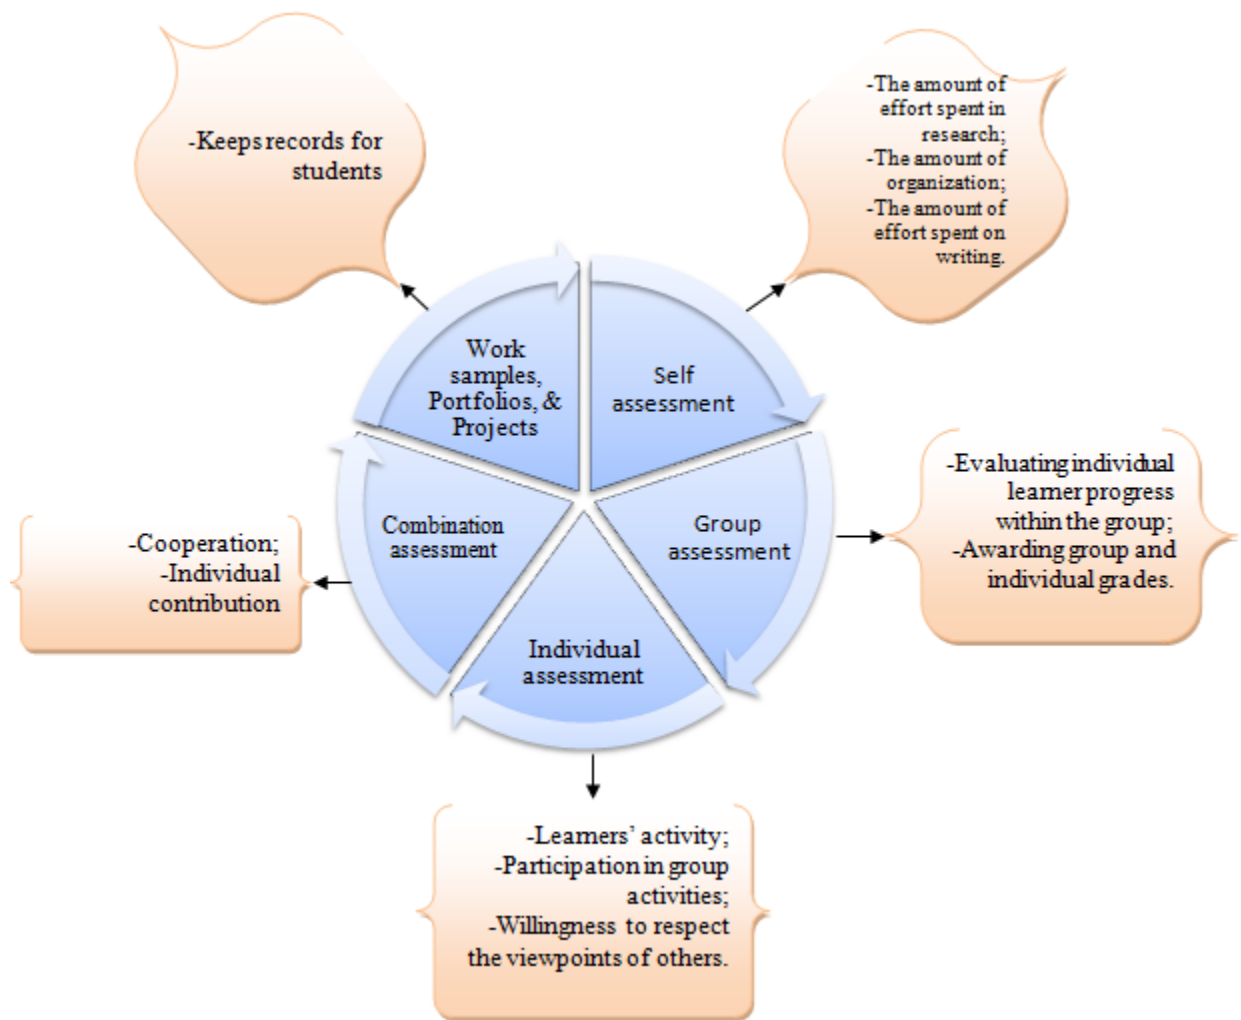 -Keeps records for
students
-The amount of
effort spent in
research;
-The amount of
organization;
-The amount of
effort spent on
writing.
Work
samples,
Portfolios, &
Projects
Self
assessment
-Evaluating individual
learner progress
within the group;
-Awarding group and
individual grades.
Group
assessment
Combination
assessment
-Cooperation;
-Individual
contribution
Individual
assessment
-Learners’ activity;
-Participation in group
activities;
-Willingness to respect
the viewpoints of others.